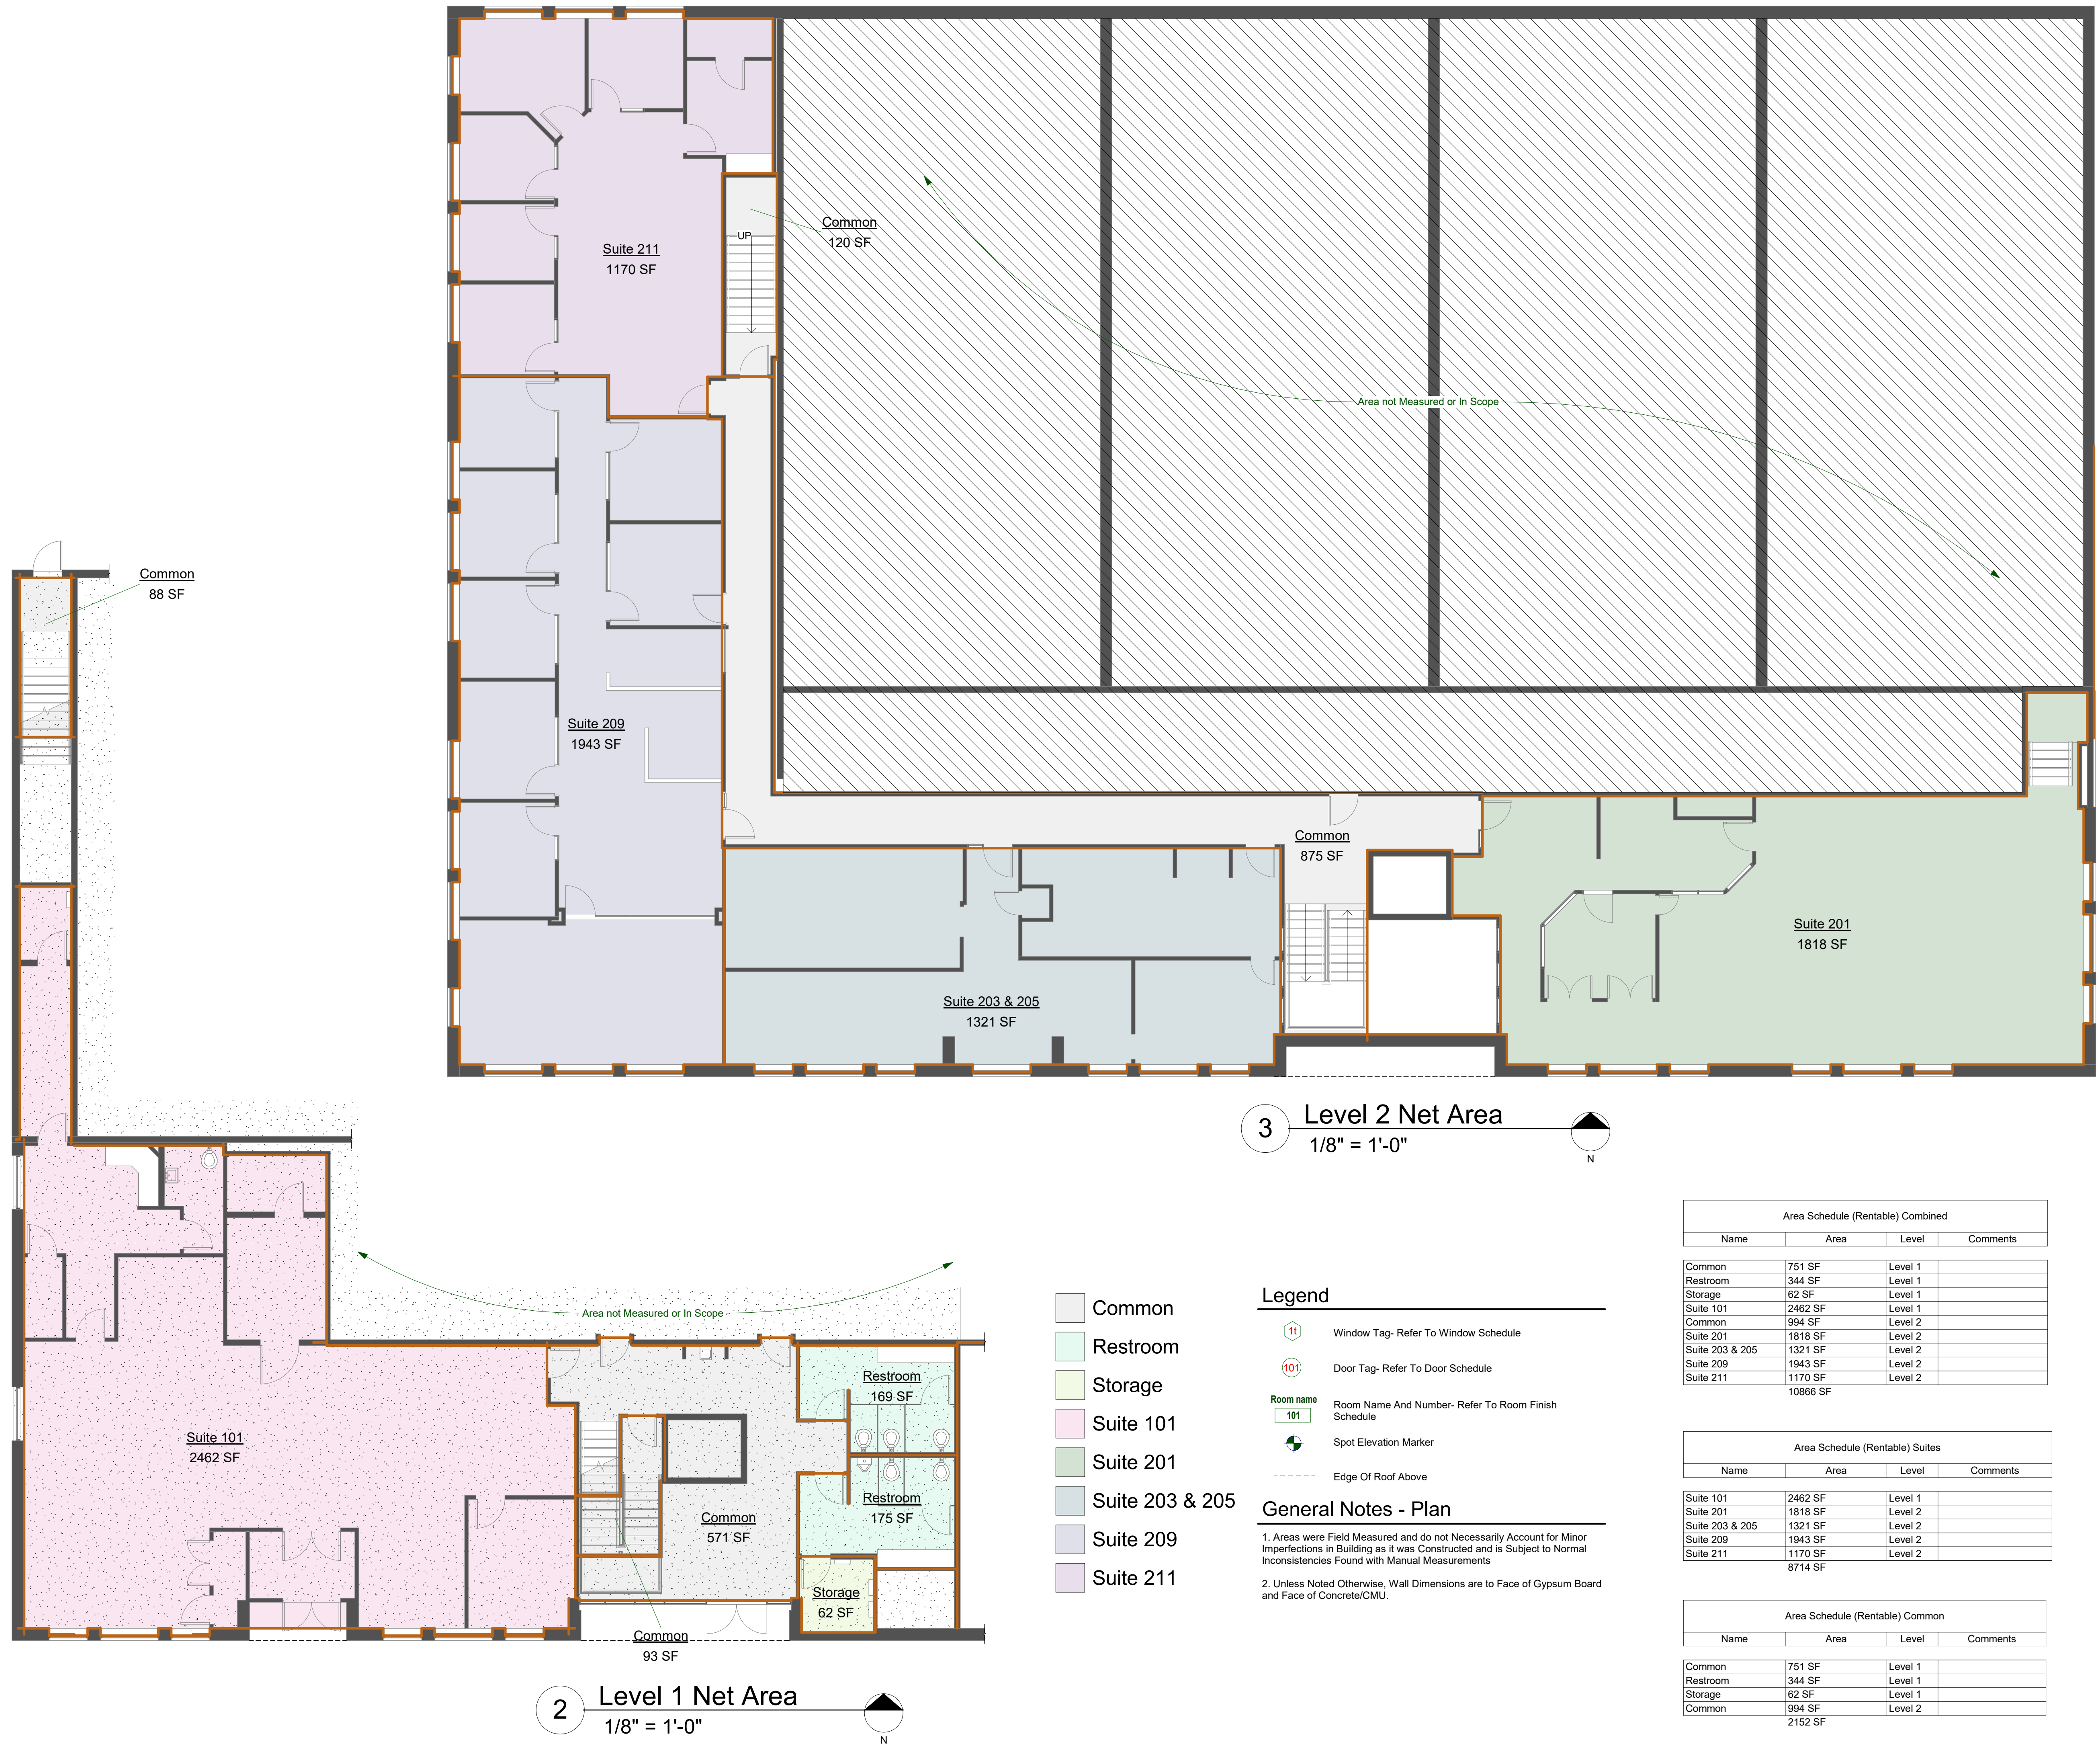 Common
120 SF
UP
Suite 211
1170 SF
Area not Measured or In Scope
Common
88 SF
Suite 209
1943 SF
Common
875 SF
Suite 201
1818 SF
Suite 203 & 205
1321 SF
3
Level 2 Net Area
1/8" = 1'-0"
N
Area not Measured or In Scope
Restroom
169 SF
Suite 101
2462 SF
Restroom
175 SF
Common
571 SF
Storage
62 SF
Common
93 SF
2
Level 1 Net Area
1/8" = 1'-0"
N
Common
Restroom
Storage
Suite 101
Suite 201
Suite 203 & 205
Suite 209
Suite 211
Legend
1t
Window Tag- Refer To Window Schedule
101
Door Tag- Refer To Door Schedule
Room name
101
Room Name And Number- Refer To Room Finish
Schedule
Spot Elevation Marker
Edge Of Roof Above
General Notes - Plan
1. Areas were Field Measured and do not Necessarily Account for Minor
Imperfections in Building as it was Constructed and is Subject to Normal
Inconsistencies Found with Manual Measurements
2. Unless Noted Otherwise, Wall Dimensions are to Face of Gypsum Board
and Face of Concrete/CMU.
Area Schedule (Rentable) Combined
Name Area Level Comments
Common 751 SF Level 1
Restroom 344 SF Level 1
Storage 62 SF Level 1
Suite 101 2462 SF Level 1
Common 994 SF Level 2
Suite 201 1818 SF Level 2
Suite 203 & 205 1321 SF Level 2
Suite 209 1943 SF Level 2
Suite 211 1170 SF Level 2
10866 SF
Area Schedule (Rentable) Suites
Name Area Level Comments
Suite 101 2462 SF Level 1
Suite 201 1818 SF Level 2
Suite 203 & 205 1321 SF Level 2
Suite 209 1943 SF Level 2
Suite 211 1170 SF Level 2
8714 SF
Area Schedule (Rentable) Common
Name Area Level Comments
Common 751 SF Level 1
Restroom 344 SF Level 1
Storage 62 SF Level 1
Common 994 SF Level 2
2152 SF